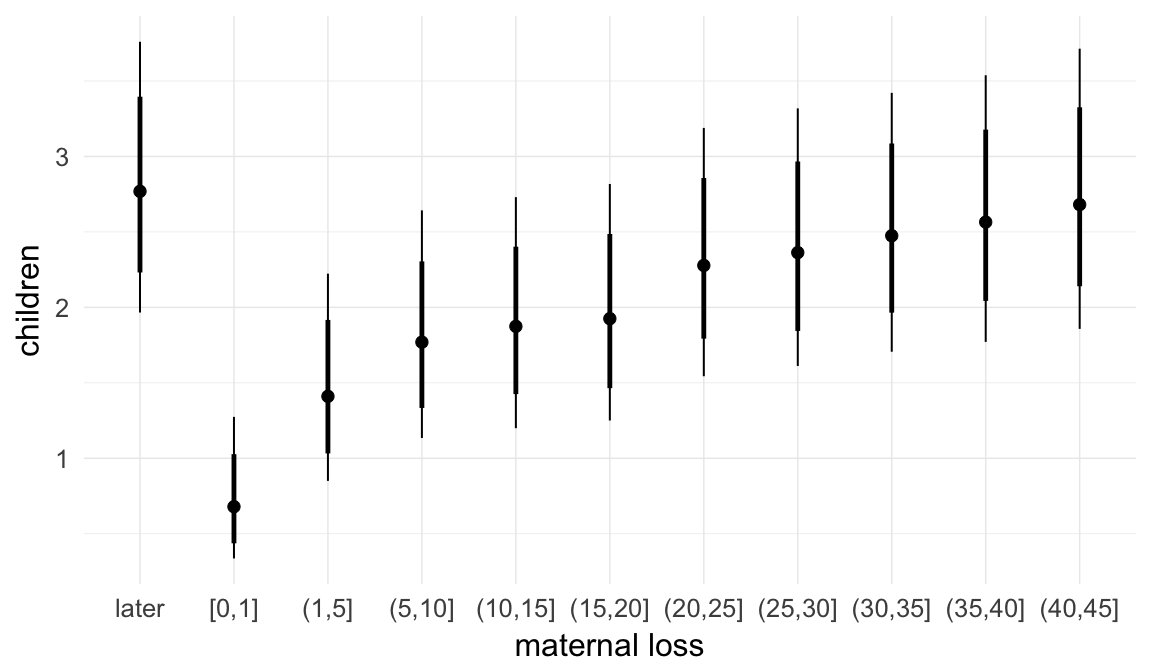 children
3
2
1
later [0,1] (1,5] (5,10] (10,15] (15,20] (20,25] (25,30] (30,35] (35,40] (40,45]
maternal loss